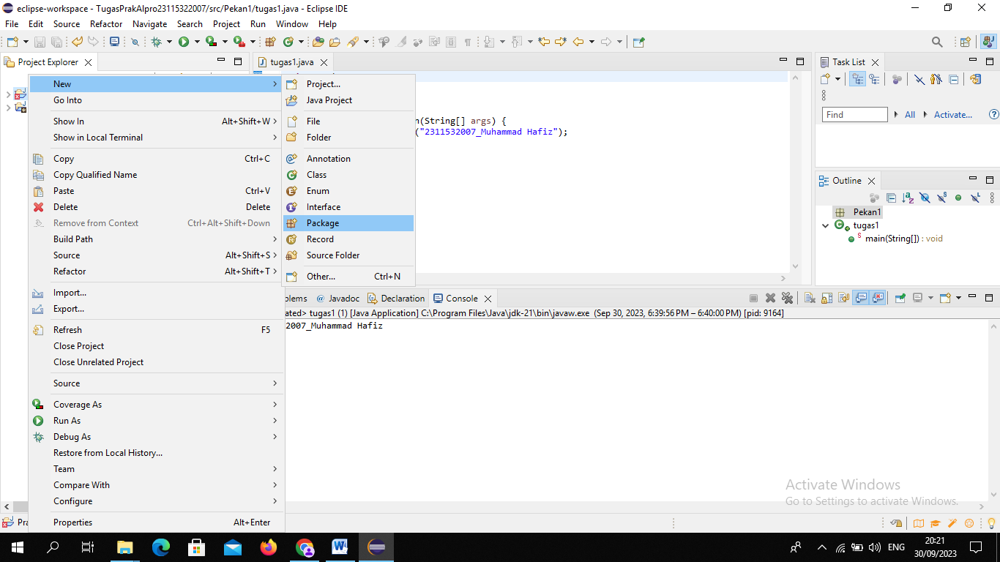 eclipse-workspace - TugasPrakAlpro23115322007/src/Pekan1/tugas1.java - Eclipse IDE
File Edit Source Refactor Navigate Search Project Run Window Help
Project Explorer
tugas1.java
New
Go Into
Show In Alt+Shift+W
Show in Local Terminal
Copy Ctrl+C
Copy Qualified Name
Paste Ctrl+V
Delete Delete
Remove from Context Ctrl+Alt+Shift+Down
Build Path
Source Alt+Shift+S
Refactor Alt+Shift+T
Import...
Export...
Refresh F5
Close Project
Close Unrelated Project
Source
Coverage As
Run As
Debug As
Restore from Local History...
Team
Compare With
Configure
Properties Alt+Enter
Project...
Java Project
File
Folder
Annotation
Class
Enum
Interface
Package
Record
Source Folder
Other... Ctrl+N
n(String[] args) {
("2311532007_Muhammad Hafiz");
Task List
Find All Activate...
Outline
Pekan1
tugas1
main(String[]) : void
blems Javadoc Declaration Console
ated> tugas1 (1) [Java Application] C:\Program Files\Java\jdk-21\bin\javaw.exe (Sep 30, 2023, 6:39:56 PM – 6:40:00 PM) [pid: 9164]
2007_Muhammad Hafiz
Activate Windows
Go to Settings to activate Windows.
Pra
ENG
20:21
30/09/2023